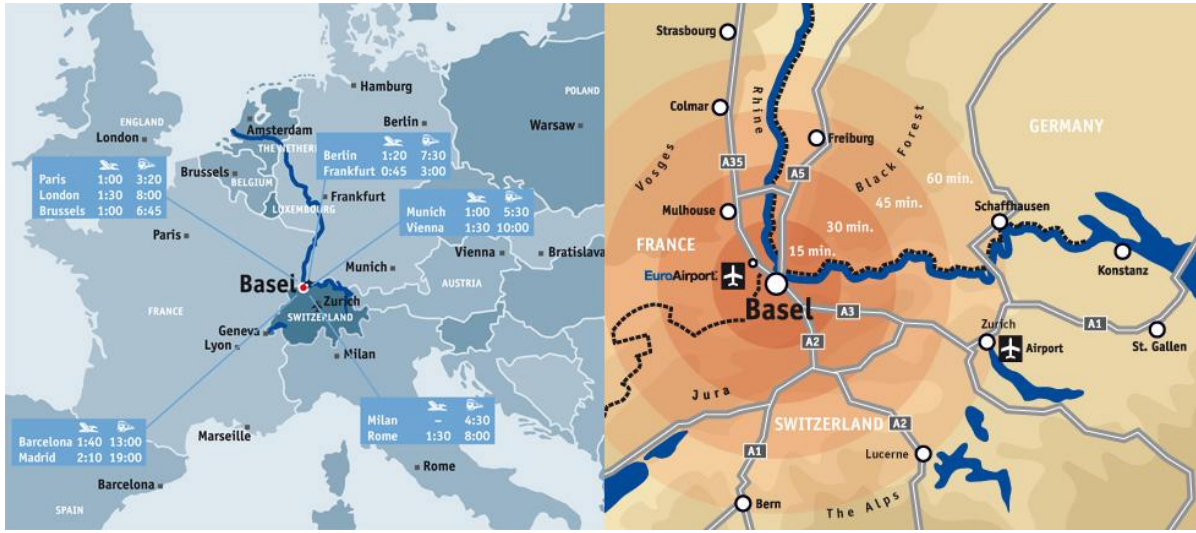 Hamburg
POLAND
ENGLAND
London
Amsterdam
THE NETHER
Berlin
Warsaw
Paris 1:00 3:20
London 1:30 8:00
Brussels 1:00 6:45
Brussels
BELGIUM
LUXEMBOURG
Berlin 1:20 7:30
Frankfurt 0:45 3:00
Frankfurt
Munich 1:00 5:30
Vienna 1:30 10:00
Paris
Vienna
Bratislava
Munich
AUSTRIA
Basel
Zurich
SWITZERLAND
FRANCE
Geneva
Lyon
Milan
Barcelona 1:40 13:00
Madrid 2:10 19:00
Marseille
Milan – 4:30
Rome 1:30 8:00
Rome
Barcelona
SPAIN
Strasbourg
Colmar
Rhine
Freiburg
GERMANY
Vosges
A35
A5
Black Forest
60 min.
45 min.
30 min.
15 min.
Mulhouse
Schaffhausen
FRANCE
EuroAirport
Basel
Konstanz
A3
A2
Zurich
Airport
A1
St. Gallen
Jura
SWITZERLAND
A2
A1
Lucerne
Bern
The Alps